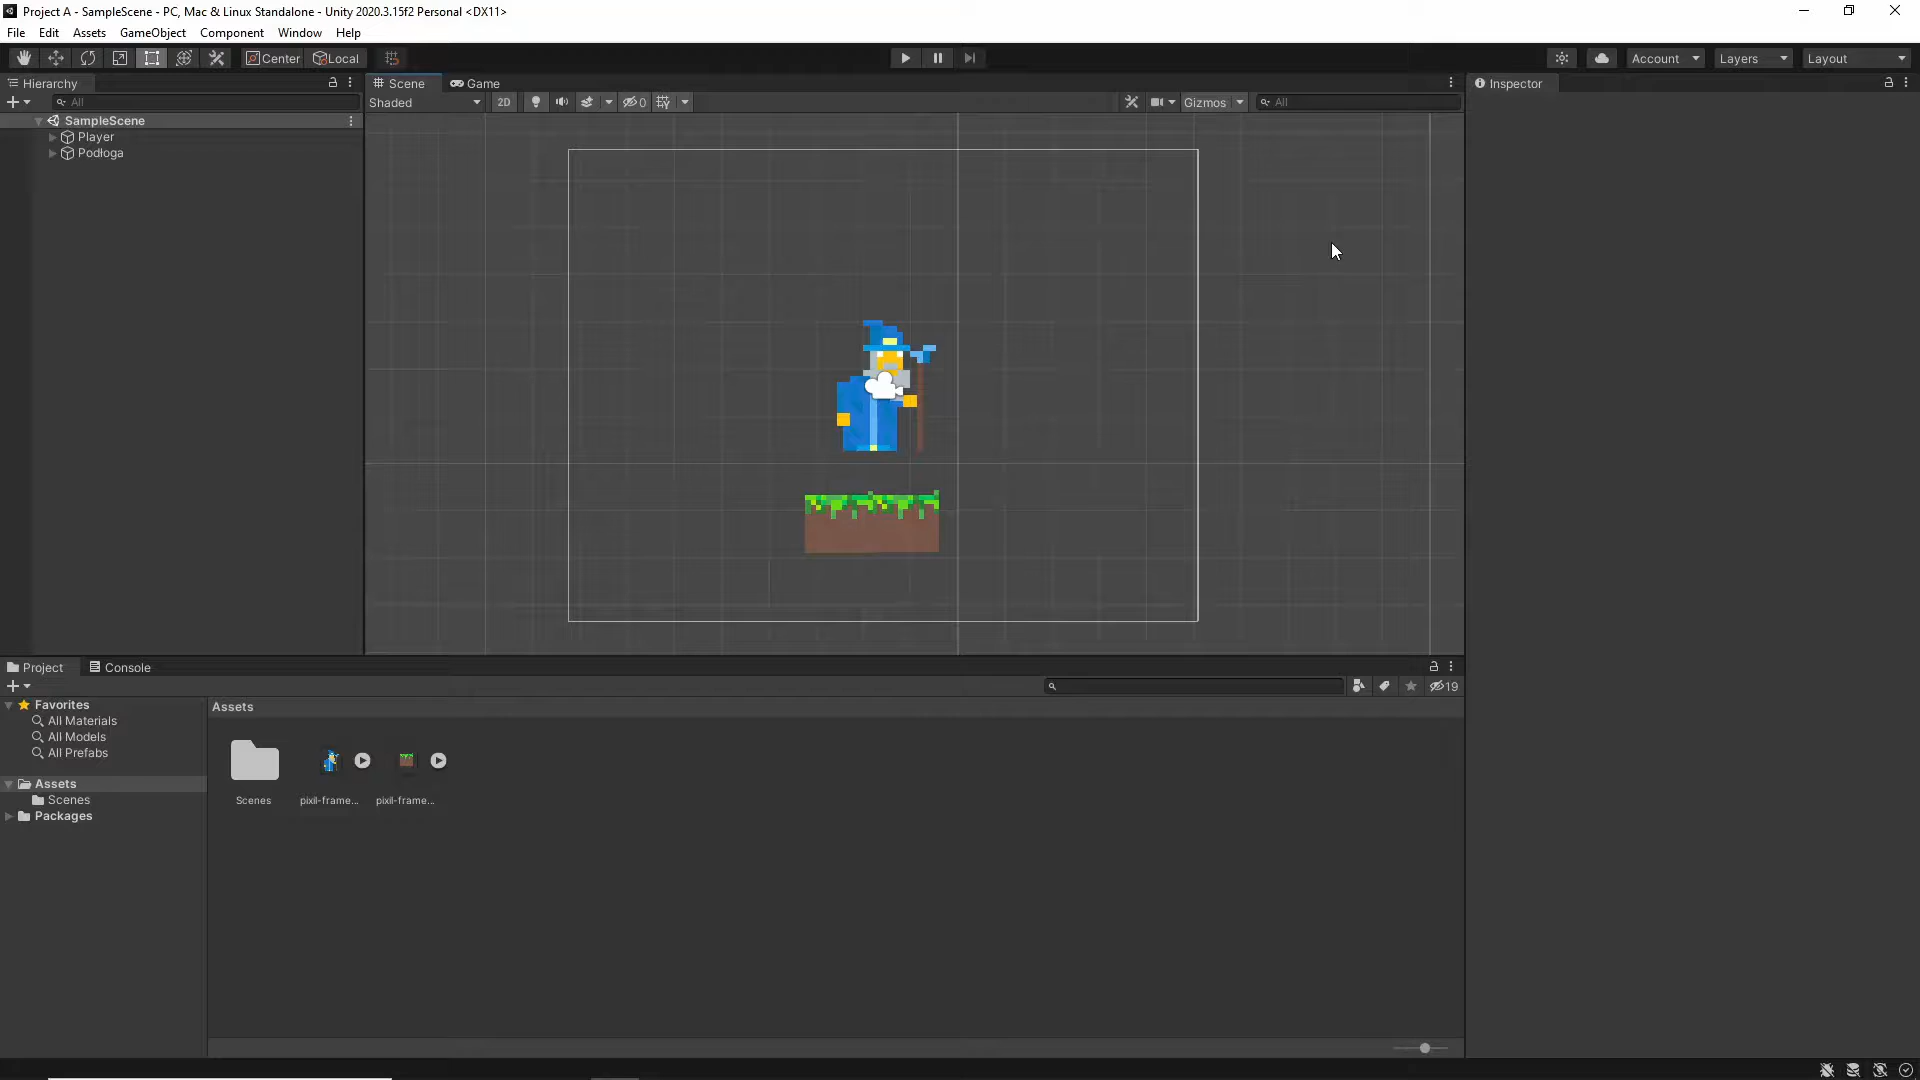 Project A - SampleScene - PC, Mac & Linux Standalone - Unity 2020.3.15f2 Personal <DX11>
File Edit Assets GameObject Component Window Help
Center Local Account Layers Layout
Hierarchy Scene Game Inspector
All Shaded 2D 0 Gizmos All
SampleScene
Player
Podłoga
Project Console
19
Favorites Assets
All Materials
All Models
All Prefabs
Assets
Scenes
Packages
Scenes pixil-frame... pixil-frame...